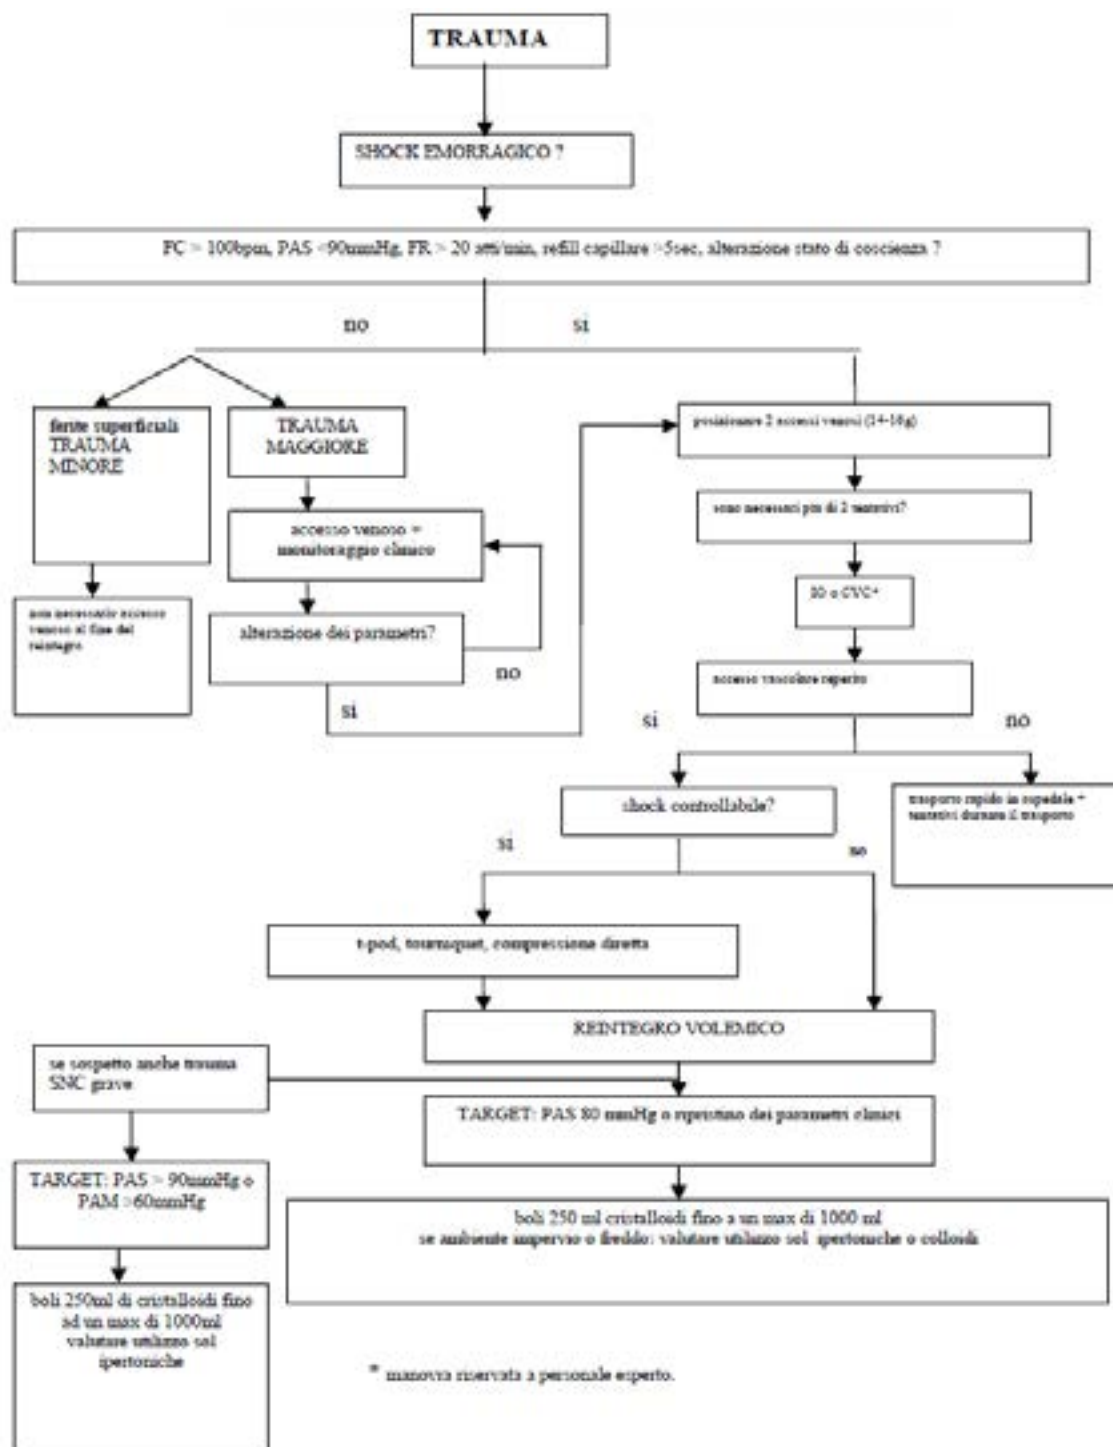 TRAUMA
SHOCK EMORRAGICO ?
FC > 100bpm, PAS <90mmHg, FR > 20 atti/min, refill capillare >5sec, alterazione stato di coscienza ?
no
si
ferite superficiali
TRAUMA
MINORE
TRAUMA
MAGGIORE
posizionare 2 accessi venosi (14-16g)
sono necessari più di 2 tentativi?
accesso venoso +
monitoraggio clinico
IO o CVC*
non necessario accesso
venoso al fine del
reintegro
alterazione dei parametri?
no
si
accesso vascolare reperito
si
no
shock controllabile?
trasporto rapido in ospedale +
tentativi durante il trasporto
si
no
t-pod, tourniquet, compressione diretta
REINTEGRO VOLEMICO
se sospetto anche trauma
SNC grave
TARGET: PAS 80 mmHg o ripristino dei parametri clinici
TARGET: PAS > 90mmHg o
PAM >60mmHg
boli 250 ml cristalloidi fino a un max di 1000 ml
se ambiente impervio o freddo: valutare utilizzo sol ipertoniche o colloidi
boli 250ml di cristalloidi fino
ad un max di 1000ml
valutare utilizzo sol
ipertoniche
* manovra riservata a personale esperto.